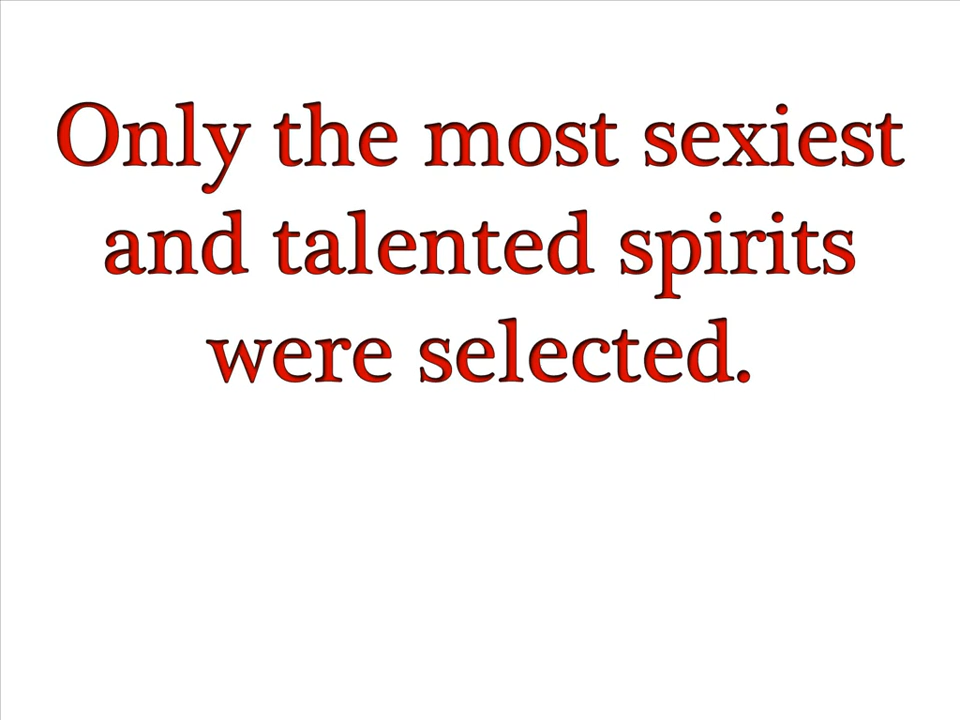 Only the most sexiest
and talented spirits
were selected.